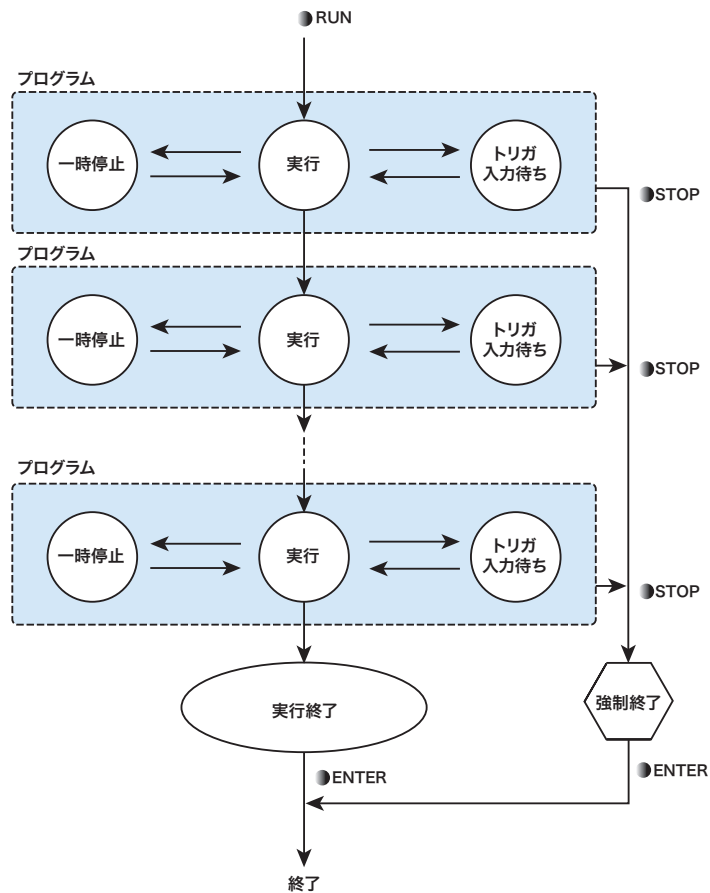 RUN
プログラム
一時停止
実行
トリガ
入力待ち
STOP
プログラム
一時停止
実行
トリガ
入力待ち
STOP
プログラム
一時停止
実行
トリガ
入力待ち
STOP
実行終了
強制終了
ENTER
ENTER
終了